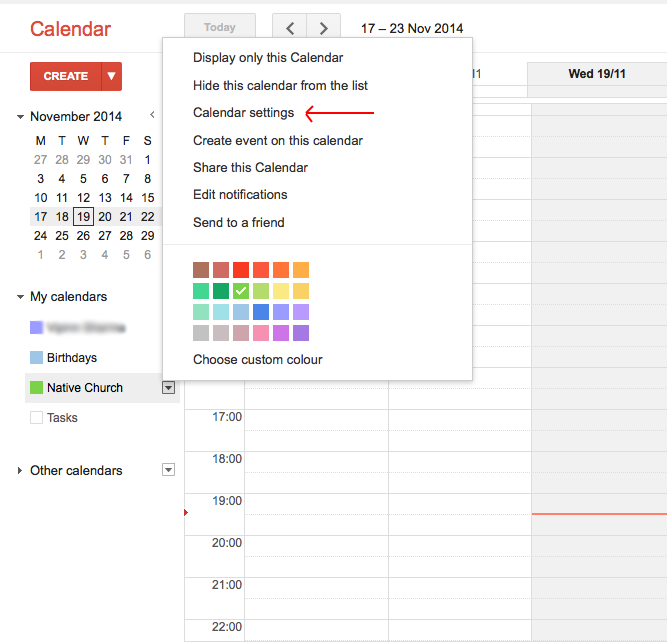 Calendar
Today
17 – 23 Nov 2014
CREATE
Display only this Calendar
Hide this calendar from the list
Calendar settings
Create event on this calendar
Share this Calendar
Edit notifications
Send to a friend
Choose custom colour
Wed 19/11
November 2014
M T W T F S
27 28 29 30 31 1
3 4 5 6 7 8
10 11 12 13 14 15
17 18 19 20 21 22
24 25 26 27 28 29
1 2 3 4 5 6
My calendars
Birthdays
Native Church
Tasks
Other calendars
17:00
18:00
19:00
20:00
21:00
22:00